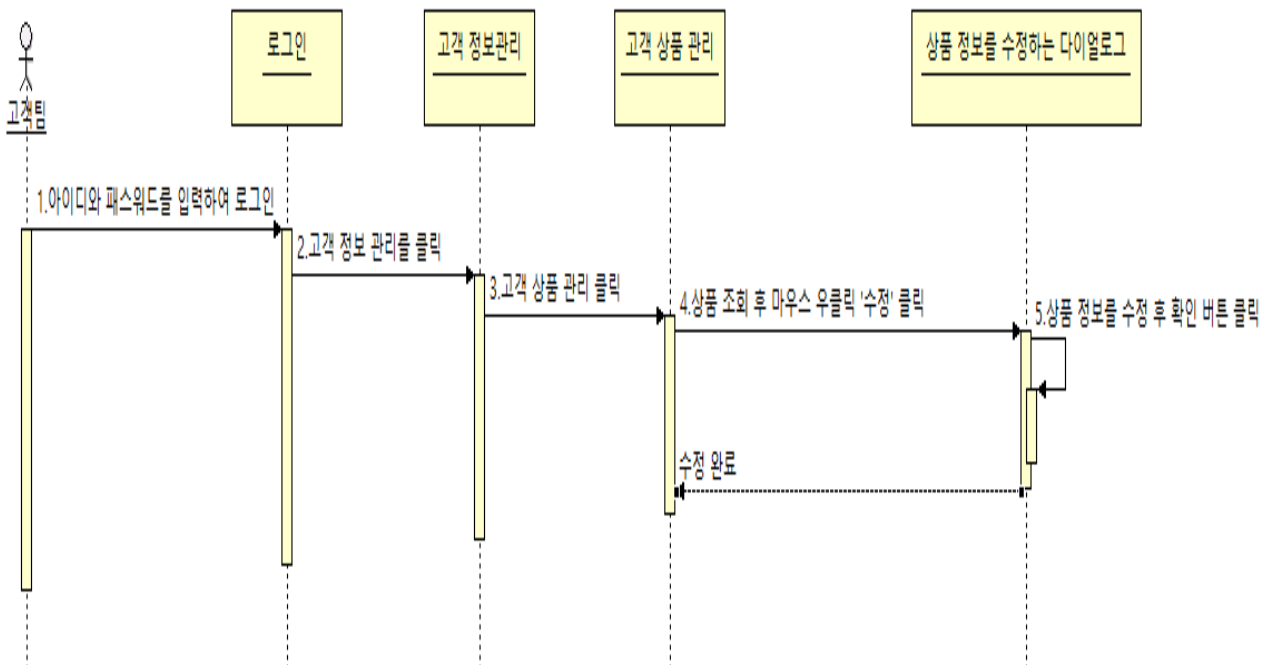 로그인
고객 정보관리
고객 상품 관리
상품 정보를 수정하는 다이얼로그
고객팀
1.아이디와 패스워드를 입력하여 로그인
2.고객 정보 관리를 클릭
3.고객 상품 관리 클릭
4.상품 조회 후 마우스 우클릭 '수정' 클릭
5.상품 정보를 수정 후 확인 버튼 클릭
수정 완료